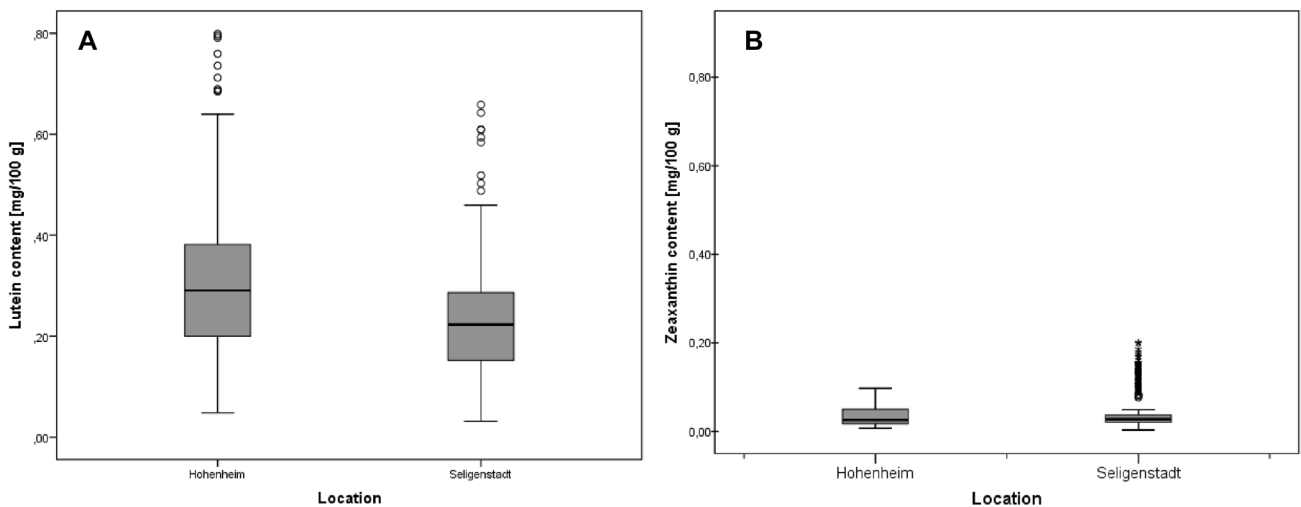 A
Lutein content [mg/100 g]
,80
,60
,40
,20
,00
Hohenheim
Seligenstadt
Location
B
Zeaxanthin content [mg/100 g]
0,80
0,60
0,40
0,20
0,00
Hohenheim
Seligenstadt
Location